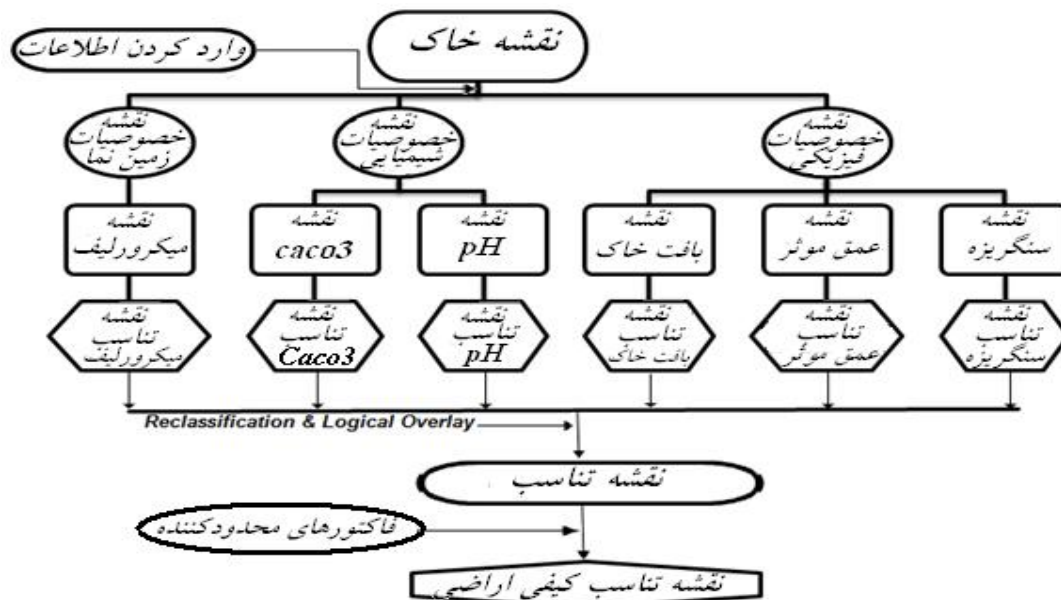 نقشه خاک
وارد کردن اطلاعات
نقشه
خصوصیات
فیزیکی
نقشه
خصوصیات
شیمیایی
نقشه
خصوصیات
زمین نما
نقشه
سنگریزه
نقشه
عمق موثر
نقشه
بافت خاک
نقشه
pH
نقشه
caco3
نقشه
میکرورلیف
نقشه
تناسب
سنگریزه
نقشه
تناسب
عمق موثر
نقشه
تناسب
بافت خاک
نقشه
تناسب
pH
نقشه
تناسب
Caco3
نقشه
تناسب
میکرورلیف
Reclassification & Logical Overlay
نقشه تناسب
فاکتورهای محدودکننده
نقشه تناسب کیفی اراضی